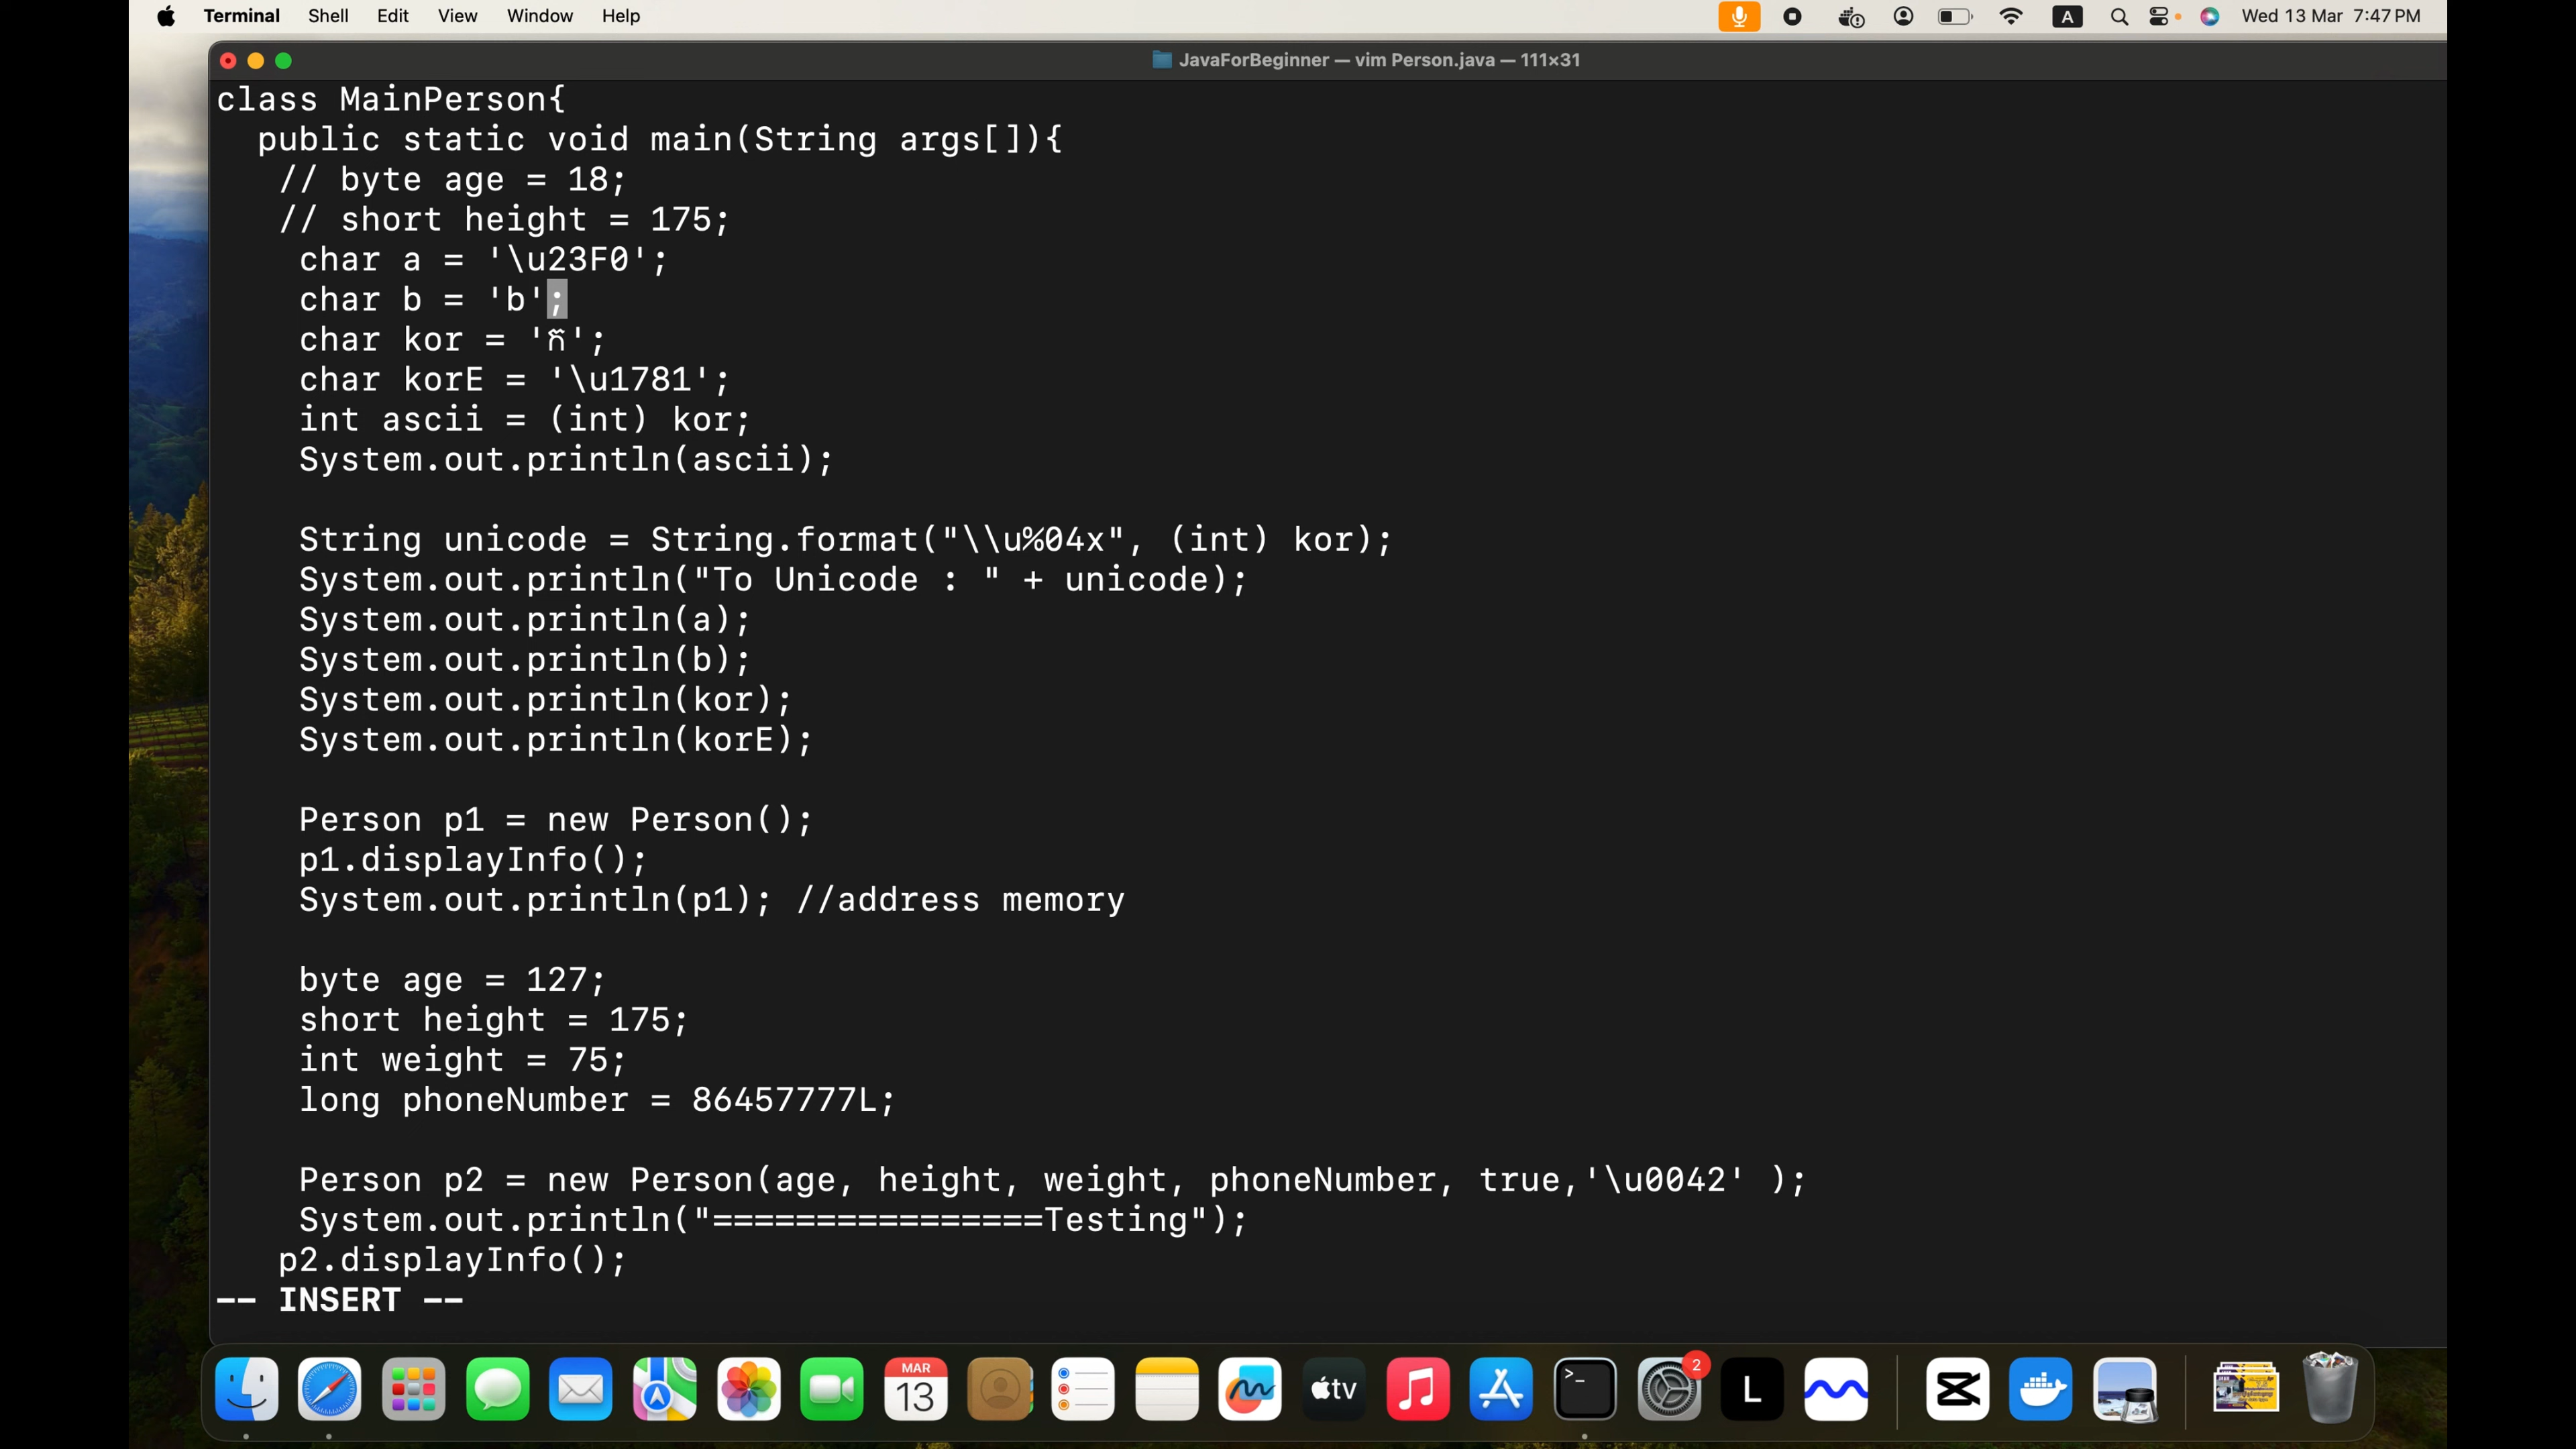 Terminal Shell Edit View Window Help A Wed 13 Mar 7:47 PM
JavaForBeginner — vim Person.java — 111×31
class MainPerson{
public static void main(String args[]){
// byte age = 18;
// short height = 175;
char a = '\u23F0';
char b = 'b';
char kor = 'ក';
char korE = '\u1781';
int ascii = (int) kor;
System.out.println(ascii);
String unicode = String.format("\\u%04x", (int) kor);
System.out.println("To Unicode : " + unicode);
System.out.println(a);
System.out.println(b);
System.out.println(kor);
System.out.println(korE);
Person p1 = new Person();
p1.displayInfo();
System.out.println(p1); //address memory
byte age = 127;
short height = 175;
int weight = 75;
long phoneNumber = 86457777L;
Person p2 = new Person(age, height, weight, phoneNumber, true,'\u0042' );
System.out.println("================Testing");
p2.displayInfo();
-- INSERT --
MAR
13
tv
>_
2
L